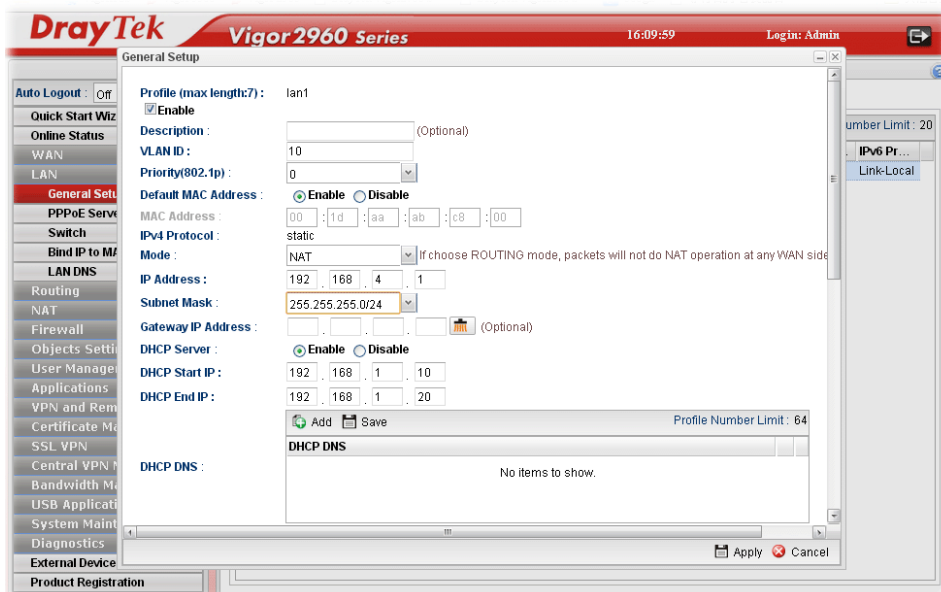 DrayTek Vigor2960 Series 16:09:59 Login: Admin
General Setup
Auto Logout : Off
Quick Start Wiz
Online Status
WAN
LAN
General Setu
PPPoE Serve
Switch
Bind IP to MA
LAN DNS
Routing
NAT
Firewall
Objects Setti
User Manage
Applications
VPN and Rem
Certificate Ma
SSL VPN
Central VPN
Bandwidth Ma
USB Applicati
System Maint
Diagnostics
External Device
Product Registration
Profile (max length:7) : lan1
Enable
Description : (Optional)
VLAN ID : 10
Priority(802.1p) : 0
Default MAC Address : Enable Disable
MAC Address : 00 : 1d : aa : ab : c8 : 00
IPv4 Protocol : static
Mode : NAT If choose ROUTING mode, packets will not do NAT operation at any WAN side
IP Address : 192 . 168 . 4 . 1
Subnet Mask : 255.255.255.0/24
Gateway IP Address : . . . (Optional)
DHCP Server : Enable Disable
DHCP Start IP : 192 . 168 . 1 . 10
DHCP End IP : 192 . 168 . 1 . 20
Add Save Profile Number Limit : 64
DHCP DNS
DHCP DNS : No items to show.
Apply Cancel
umber Limit : 20
IPv6 Pr...
Link-Local